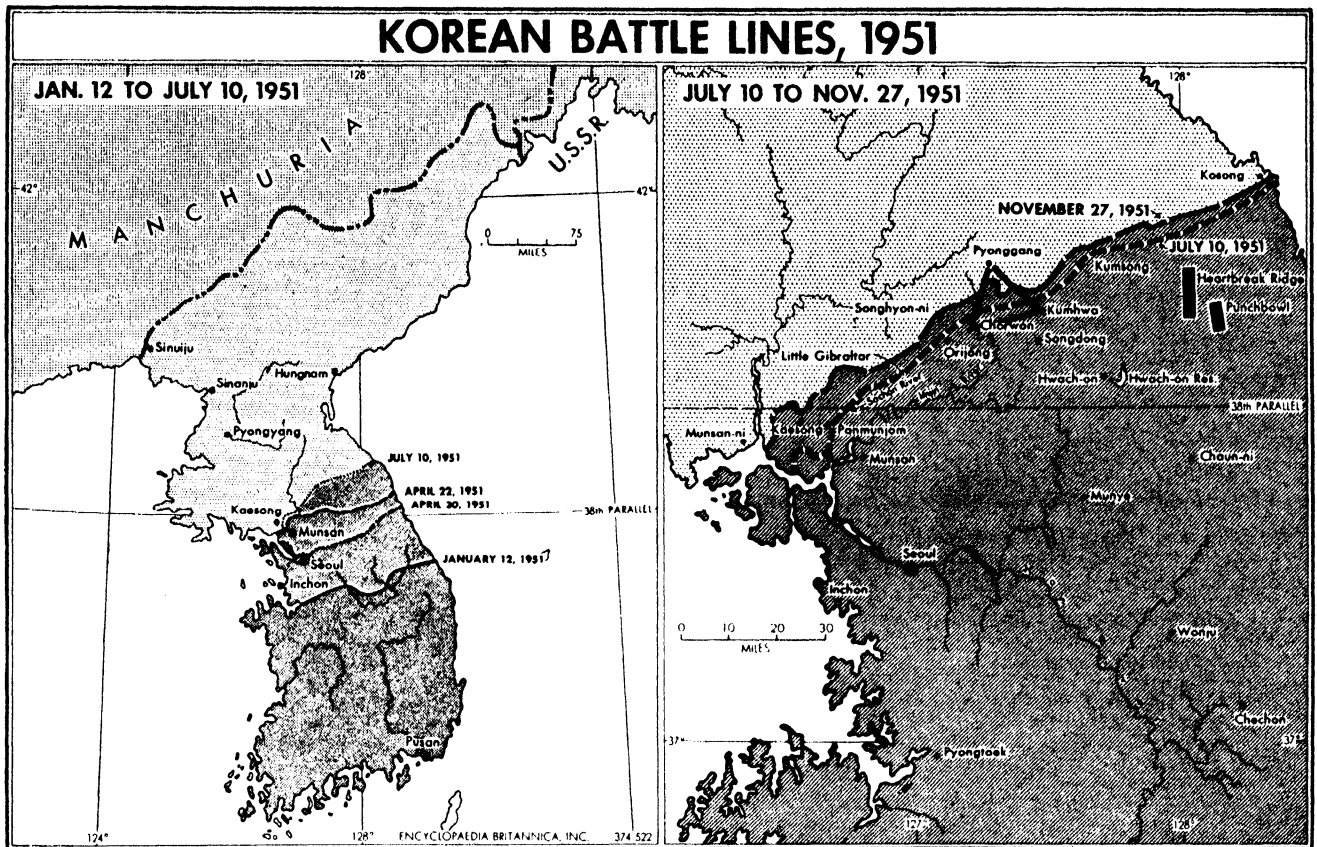 KOREAN BATTLE LINES, 1951
JAN. 12 TO JULY 10, 1951
128°
MANCHURIA
U.S.S.R.
42°
42°
0 75
MILES
Sinuiju
Sinanju
Hungnam
Pyongyang
JULY 10, 1951
APRIL 22, 1951
APRIL 30, 1951
Kaesong
38th PARALLEL
Munsan
Seoul
JANUARY 12, 1951
Inchon
Pusan
124°
128°
ENCYCLOPAEDIA BRITANNICA, INC.
374 522
JULY 10 TO NOV. 27, 1951
128°
Kosong
NOVEMBER 27, 1951
JULY 10, 1951
Pyonggang
Kumsong
Heartbreak Ridge
Punchbowl
Songhyon-ni
Kumhwa
Chorwon
Songdong
Orijong
Little Gibraltar
Hwach-on
Hwach-on Res.
River
38th PARALLEL
Kaesong
Panmunjom
Munsan-ni
Munsan
Chaun-ni
Munye
Seoul
Inchon
0 10 20 30
MILES
Wonju
Chechon
37°
37°
Pyongtaek
127°
128°